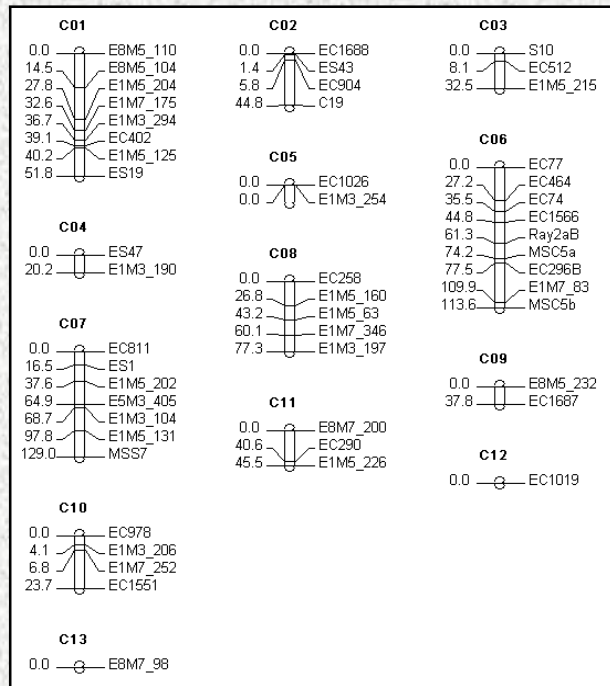 C01
0.0 E8M5_110
14.5 E8M5_104
27.8 E1M5_204
32.6 E1M7_175
36.7 E1M3_294
39.1 EC402
40.2 E1M5_125
51.8 ES19
C04
0.0 ES47
20.2 E1M3_190
C07
0.0 EC811
16.5 ES1
37.6 E1M5_202
64.9 E5M3_405
68.7 E1M3_104
97.8 E1M5_131
129.0 MSS7
C10
0.0 EC978
4.1 E1M3_206
6.8 E1M7_252
23.7 EC1551
C13
0.0 E8M7_98
C02
0.0 EC1688
1.4 ES43
5.8 EC904
44.8 C19
C05
0.0 EC1026
0.0 E1M3_254
C08
0.0 EC258
26.8 E1M5_160
43.2 E1M5_63
60.1 E1M7_346
77.3 E1M3_197
C11
0.0 E8M7_200
40.6 EC290
45.5 E1M5_226
C03
0.0 S10
8.1 EC512
32.5 E1M5_215
C06
0.0 EC77
27.2 EC464
35.5 EC74
44.8 EC1566
61.3 Ray2aB
74.2 MSC5a
77.5 EC296B
109.9 E1M7_83
113.6 MSC5b
C09
0.0 E8M5_232
37.8 EC1687
C12
0.0 EC1019